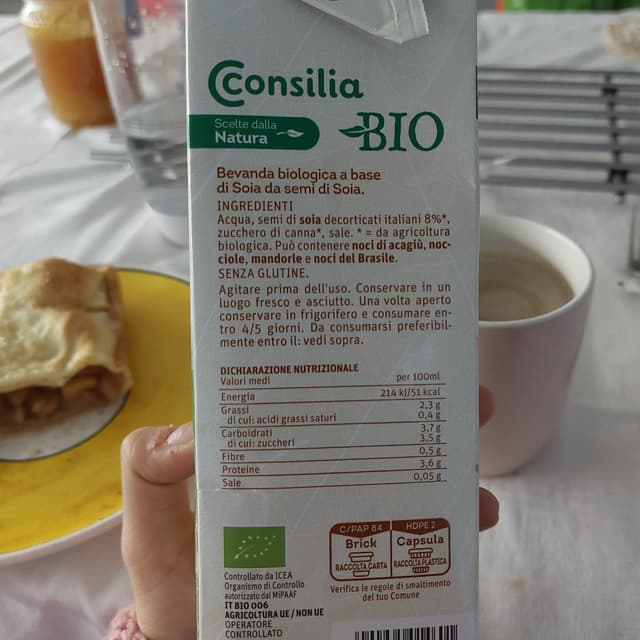 Consilia
Scelte dalla
Natura
BIO
Bevanda biologica a base
di Soia da semi di Soia.
INGREDIENTI
Acqua, semi di soia decorticati italiani 8%*,
zucchero di canna*, sale. * = da agricoltura
biologica. Può contenere noci di acagiù, noc-
ciole, mandorle e noci del Brasile.
SENZA GLUTINE.
Agitare prima dell'uso. Conservare in un
luogo fresco e asciutto. Una volta aperto
conservare in frigorifero e consumare en-
tro 4/5 giorni. Da consumarsi preferibil-
mente entro il: vedi sopra.
DICHIARAZIONE NUTRIZIONALE
Valori medi per 100ml
Energia 214 kJ/51 kcal
Grassi 2,3 g
di cui: acidi grassi saturi 0,4 g
Carboidrati 3,7 g
di cui: zuccheri 3,5 g
Fibre 0,5 g
Proteine 3,6 g
Sale 0,05 g
C/PAP 84 HDPE 2
Brick Capsula
RACCOLTA CARTA RACCOLTA PLASTICA
Verifica le regole di smaltimento
del tuo Comune
Controllato da ICEA
Organismo di Controllo
autorizzato dal MiPAAF
IT BIO 006
AGRICOLTURA UE / NON UE
OPERATORE
CONTROLLATO